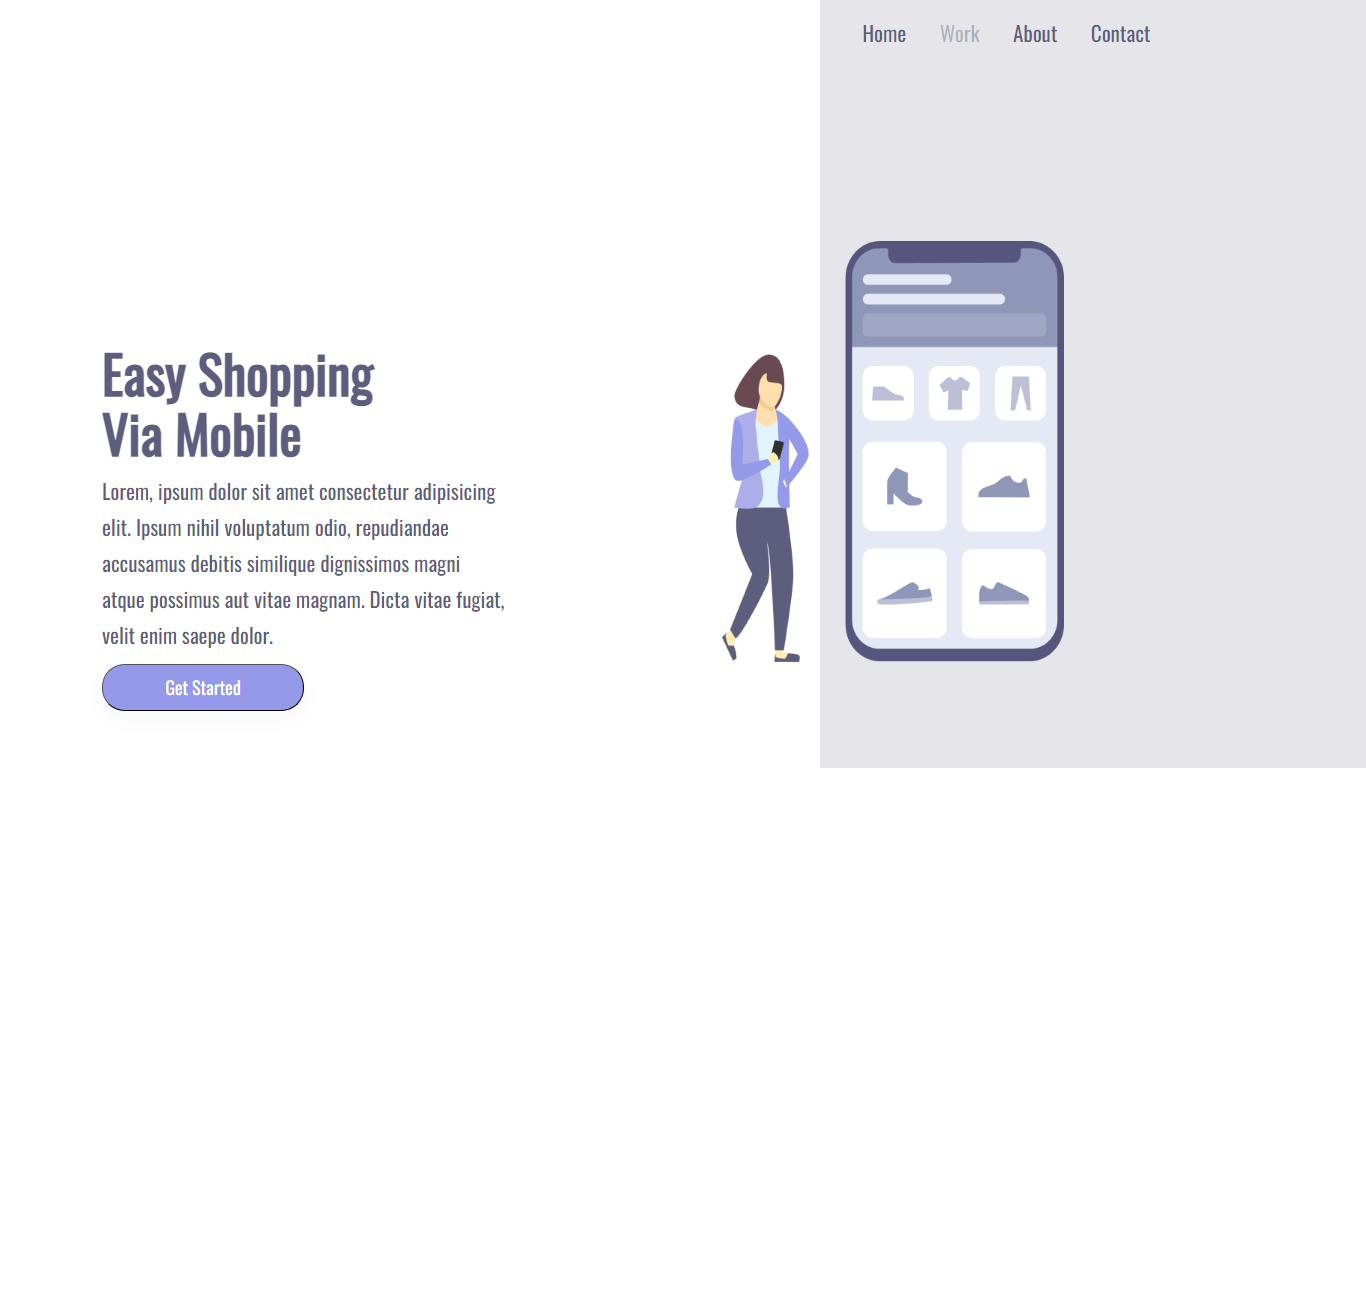 Home Work About Contact
Easy Shopping
Via Mobile
Lorem, ipsum dolor sit amet consectetur adipisicing
elit. Ipsum nihil voluptatum odio, repudiandae
accusamus debitis similique dignissimos magni
atque possimus aut vitae magnam. Dicta vitae fugiat,
velit enim saepe dolor.
Get Started